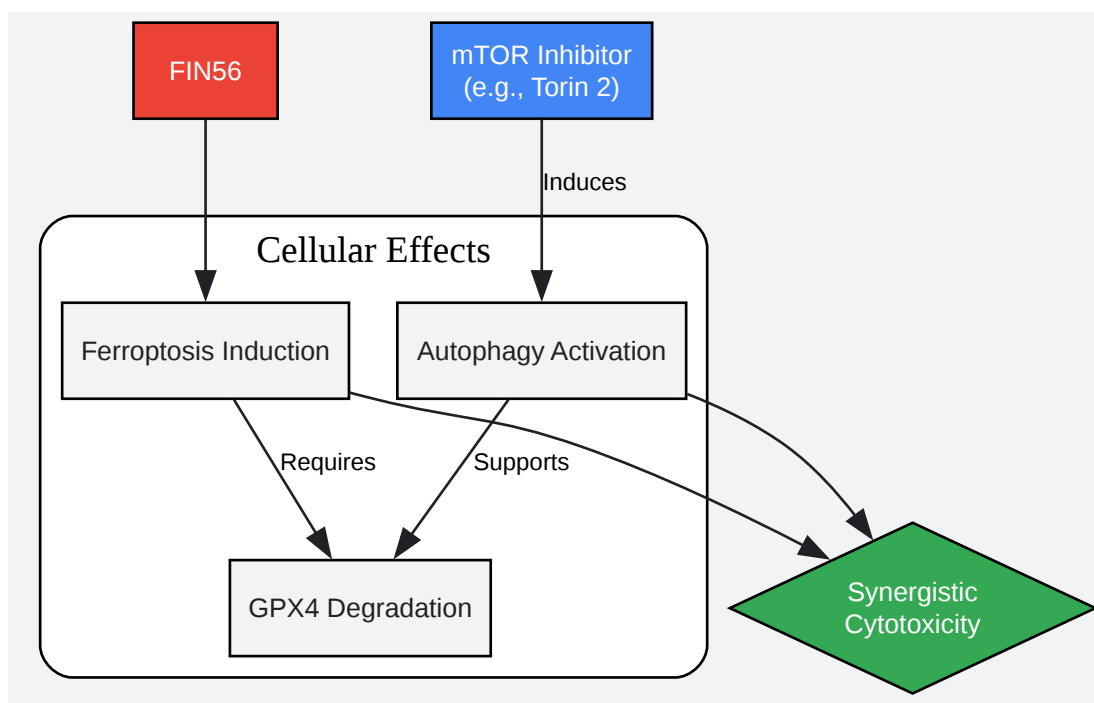 FIN56
mTOR Inhibitor
(e.g., Torin 2)
Induces
Cellular Effects
Ferroptosis Induction
Autophagy Activation
Requires
Supports
GPX4 Degradation
Synergistic
Cytotoxicity